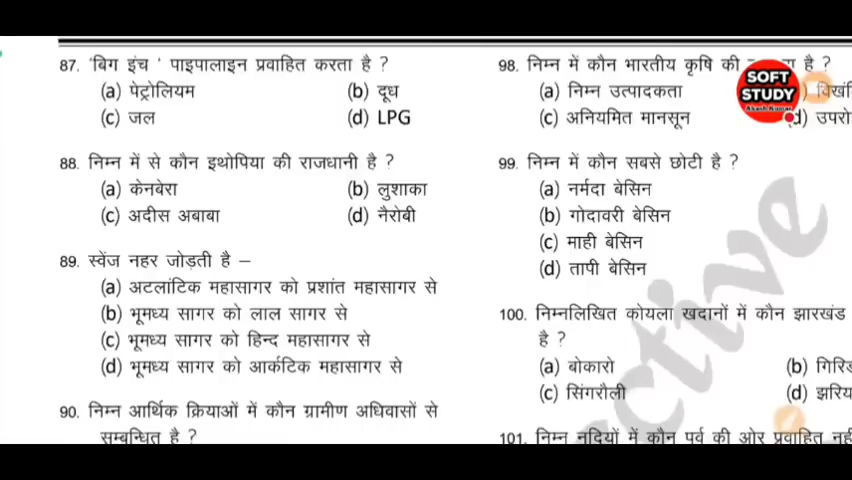 87. 'बिग इंच ' पाइपालाइन प्रवाहित करता है ?
(a) पेट्रोलियम (b) दूध
(c) जल (d) LPG
88. निम्न में से कौन इथोपिया की राजधानी है ?
(a) केनबेरा (b) लुशाका
(c) अदीस अबाबा (d) नैरोबी
89. स्वेंज नहर जोड़ती है –
(a) अटलांटिक महासागर को प्रशांत महासागर से
(b) भूमध्य सागर को लाल सागर से
(c) भूमध्य सागर को हिन्द महासागर से
(d) भूमध्य सागर को आर्कटिक महासागर से
90. निम्न आर्थिक क्रियाओं में कौन ग्रामीण अधिवासों से
सम्बन्धित है ?
98. निम्न में कौन भारतीय कृषि की है ?
(a) निम्न उत्पादकता
(c) अनियमित मानसून (d)
99. निम्न में कौन सबसे छोटी है ?
(a) नर्मदा बेसिन
(b) गोदावरी बेसिन
(c) माही बेसिन
(d) तापी बेसिन
100. निम्नलिखित कोयला खदानों में कौन झारखंड
है ?
(a) बोकारो (b)
(c) सिंगरौली (d)
101. निम्न नदियों में कौन पूर्व की ओर प्रवाहित नहीं
SOFT
STUDY
Akash Kumar